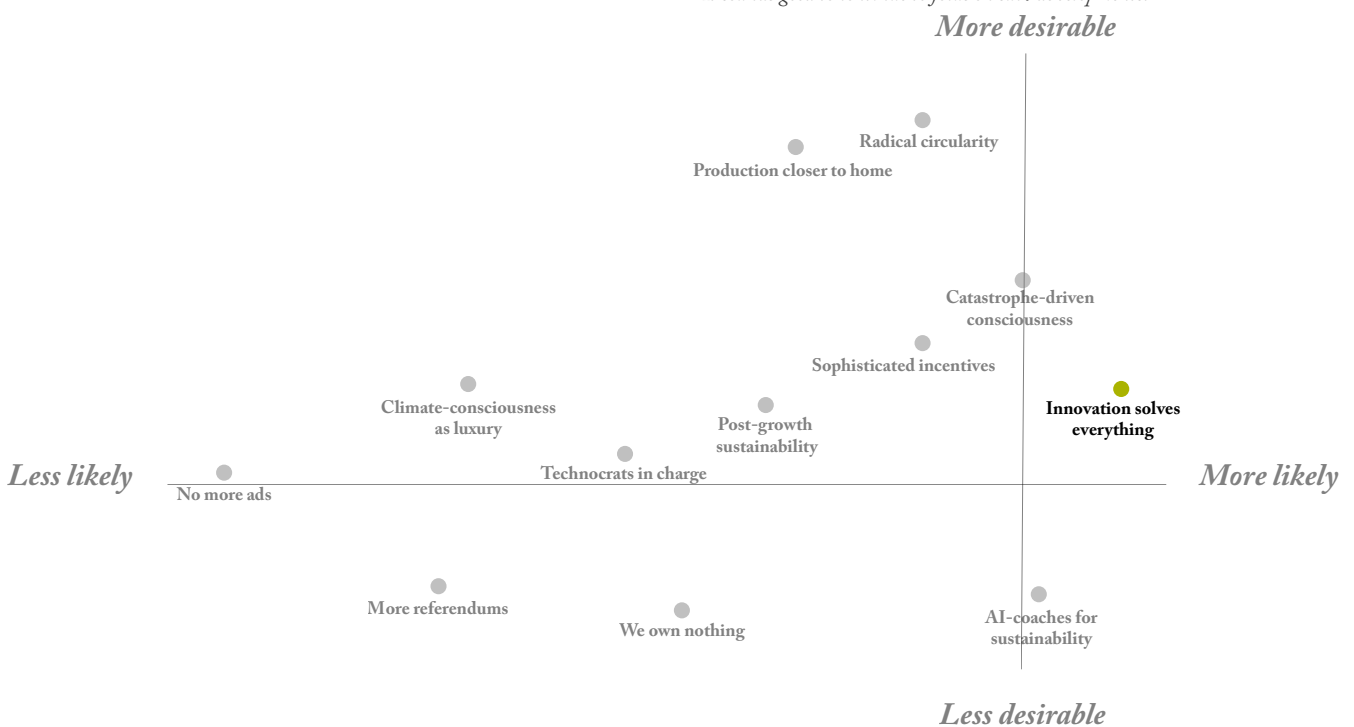 More desirable
Radical circularity
Production closer to home
Catastrophe-driven
consciousness
Sophisticated incentives
Climate-consciousness
as luxury
Innovation solves
everything
Post-growth
sustainability
Technocrats in charge
Less likely
More likely
No more ads
More referendums
We own nothing
AI-coaches for
sustainability
Less desirable